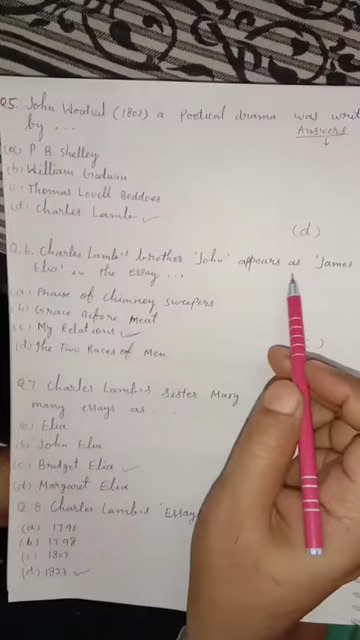 Q5. John Woodvil (1802) a Poetical drama was writ
by ...
Answers
(a) P B Shelley
(b) William Godwin
(c) Thomas Lovell Beddoes
(d) Charles Lamb ✓
(d)
Q.6. Charles Lamb's brother 'John' appears as 'James
Elia' in the essay ...
(a) Praise of Chimney Sweepers
(b) Grace Before Meat
(c) My Relations ✓
(d) The Two Races of Men
Q7 Charles Lamb's Sister Mary
many essays as ...
(a) Elia
(b) John Elia
(c) Bridget Elia ✓
(d) Margaret Elia
Q 8 Charles Lamb's 'Essay
(a) 1796
(b) 1798
(c) 1807
(d) 1823 ✓